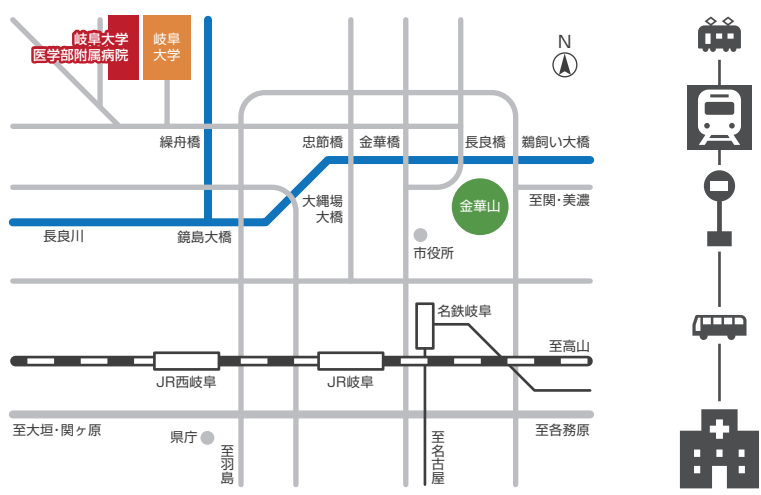 岐阜大学
医学部附属病院
岐阜
大学
N
繰舟橋
忠節橋
金華橋
長良橋
鵜飼い大橋
大縄場
大橋
金華山
至関・美濃
長良川
鏡島大橋
市役所
名鉄岐阜
至高山
JR西岐阜
JR岐阜
至大垣・関ヶ原
県庁
至羽島
至名古屋
至各務原